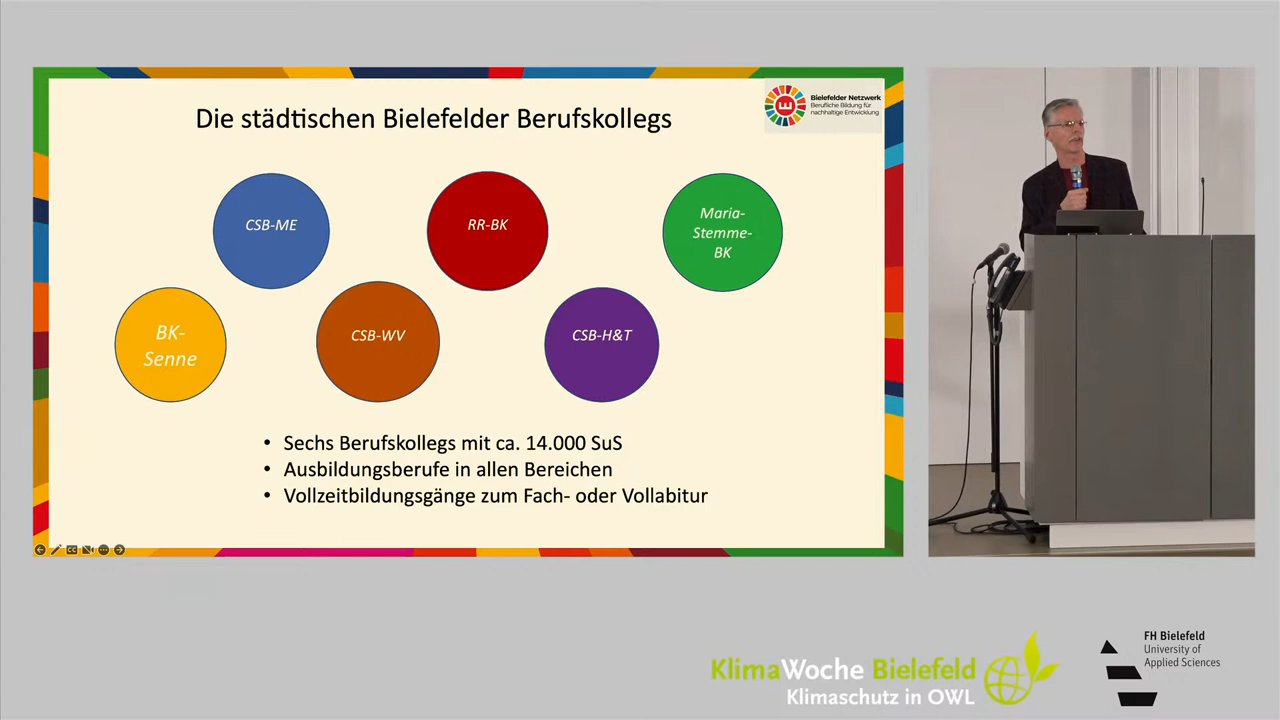 Die städtischen Bielefelder Berufskollegs
Bielefelder Netzwerk
Berufliche Bildung für
nachhaltige Entwicklung
CSB-ME
RR-BK
Maria-
Stemme-
BK
BK-
Senne
CSB-WV
CSB-H&T
• Sechs Berufskollegs mit ca. 14.000 SuS
• Ausbildungsberufe in allen Bereichen
• Vollzeitbildungsgänge zum Fach- oder Vollabitur
KlimaWoche Bielefeld
Klimaschutz in OWL
FH Bielefeld
University of
Applied Sciences